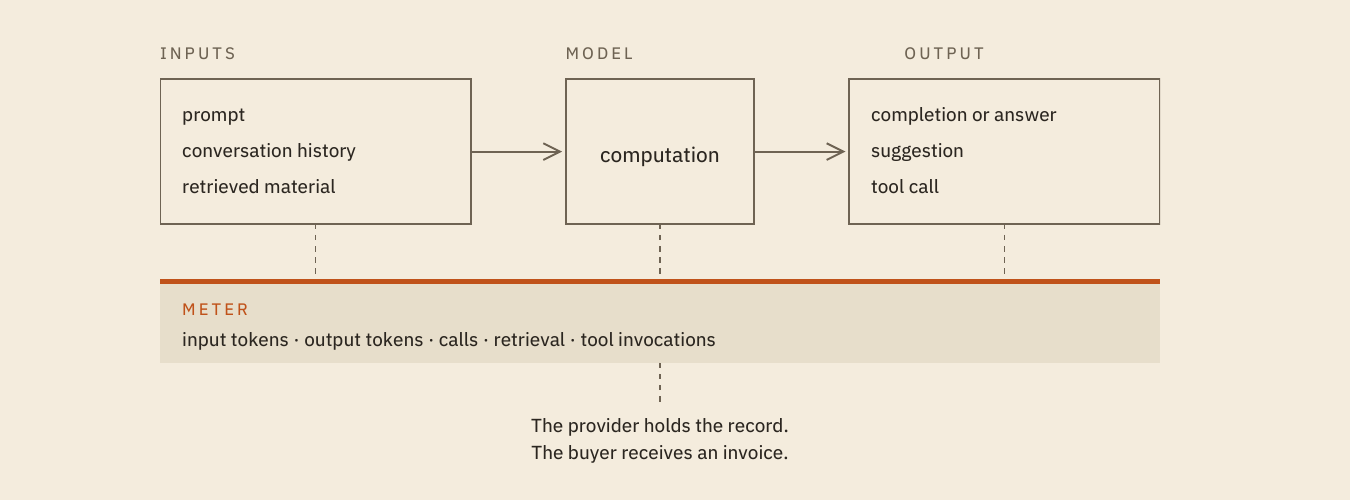 INPUTS
MODEL
OUTPUT
prompt
conversation history
retrieved material
computation
completion or answer
suggestion
tool call
METER
input tokens · output tokens · calls · retrieval · tool invocations
The provider holds the record.
The buyer receives an invoice.